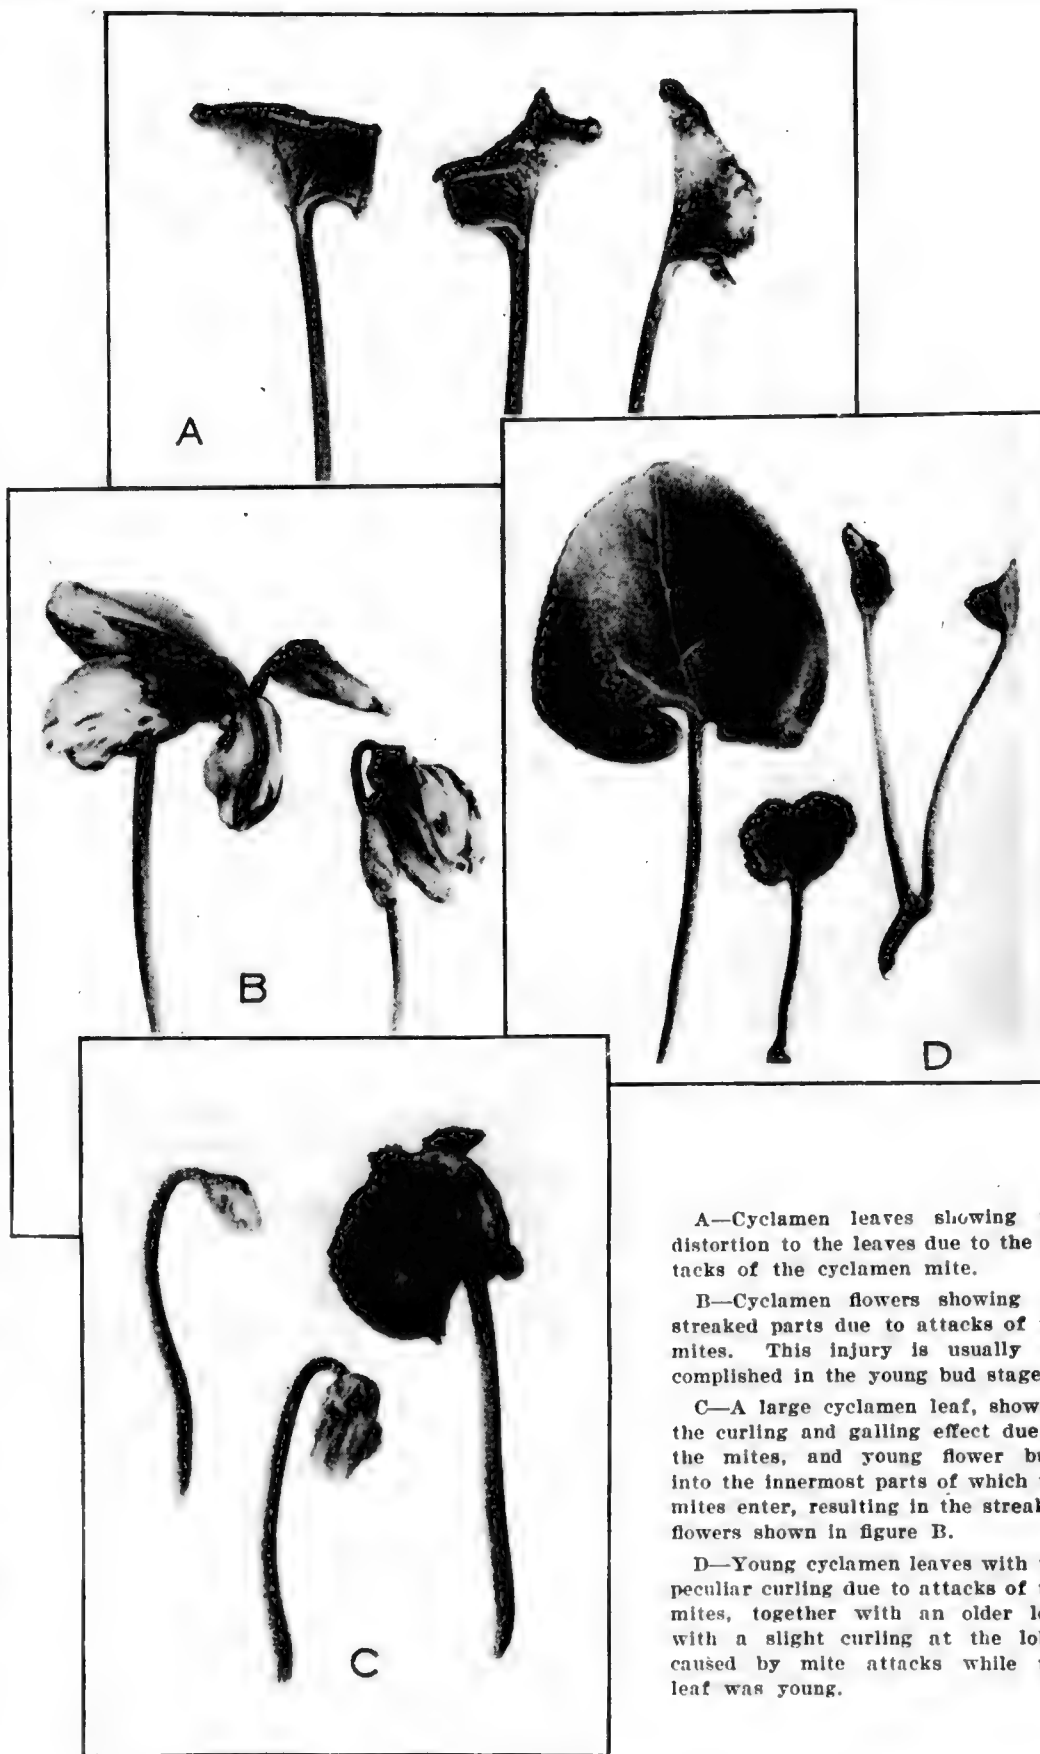 A
B
D
C
A—Cyclamen leaves showing
distortion to the leaves due to the
tacks of the cyclamen mite.
B—Cyclamen flowers showing
streaked parts due to attacks of
mites. This injury is usually
complished in the young bud stage
C—A large cyclamen leaf, show
the curling and galling effect due
the mites, and young flower bu
into the innermost parts of which
mites enter, resulting in the streak
flowers shown in figure B.
D—Young cyclamen leaves with
peculiar curling due to attacks of
mites, together with an older le
with a slight curling at the lob
caused by mite attacks while
leaf was young.